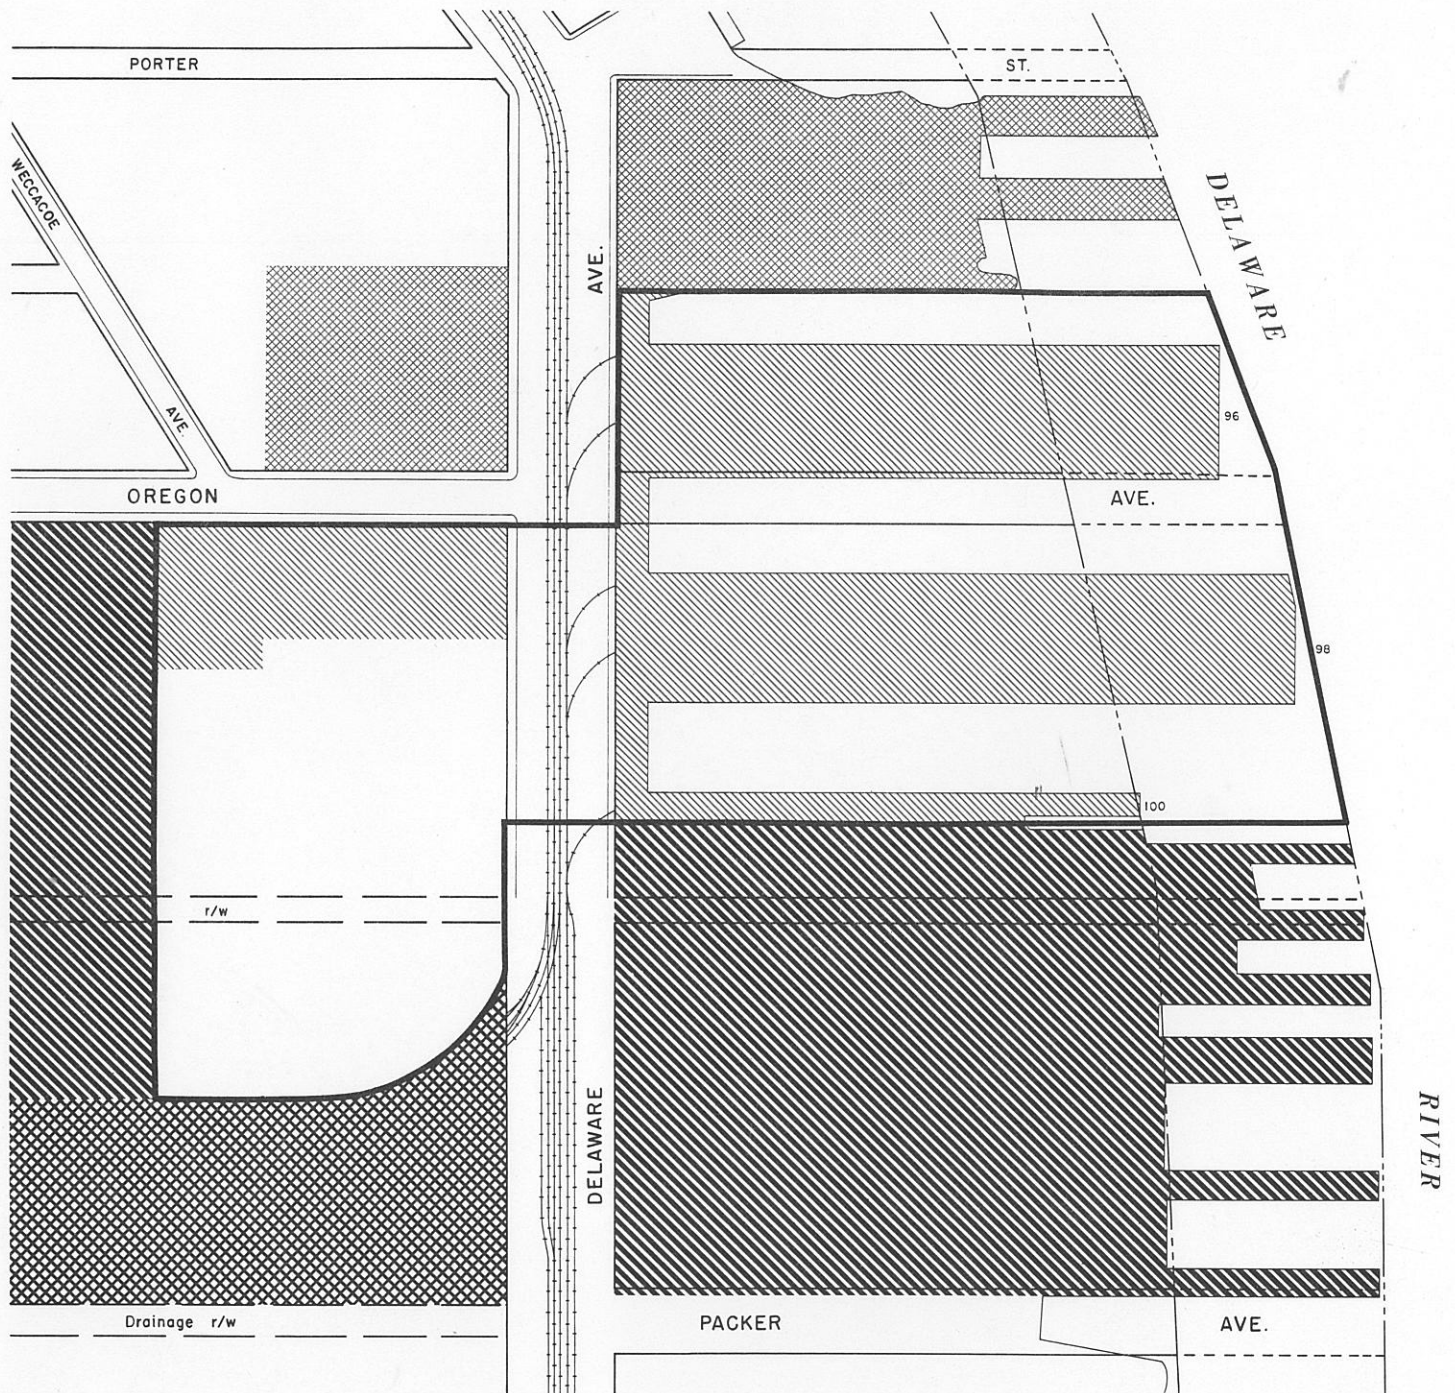 PORTER
ST.
WECCACOE
AVE.
DELAWARE
AVE.
96
OREGON
AVE.
98
100
r/w
DELAWARE
RIVER
Drainage r/w
PACKER
AVE.